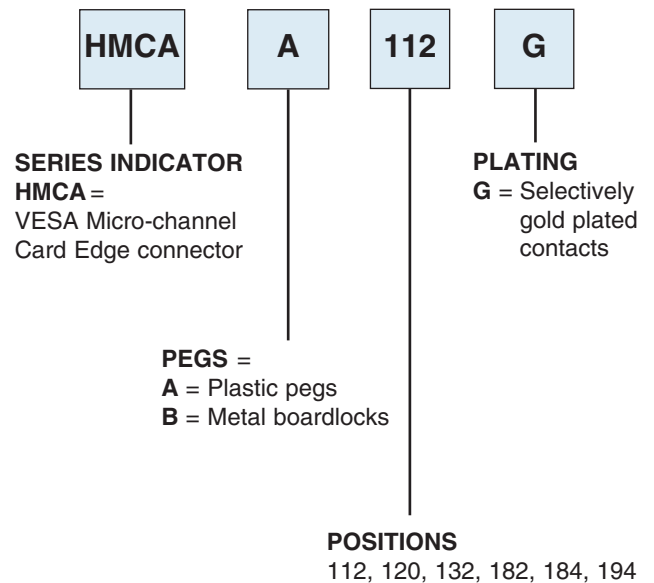 HMCA A 112 G
SERIES INDICATOR
HMCA =
VESA Micro-channel
Card Edge connector
PLATING
G = Selectively
gold plated
contacts
PEGS =
A = Plastic pegs
B = Metal boardlocks
POSITIONS
112, 120, 132, 182, 184, 194